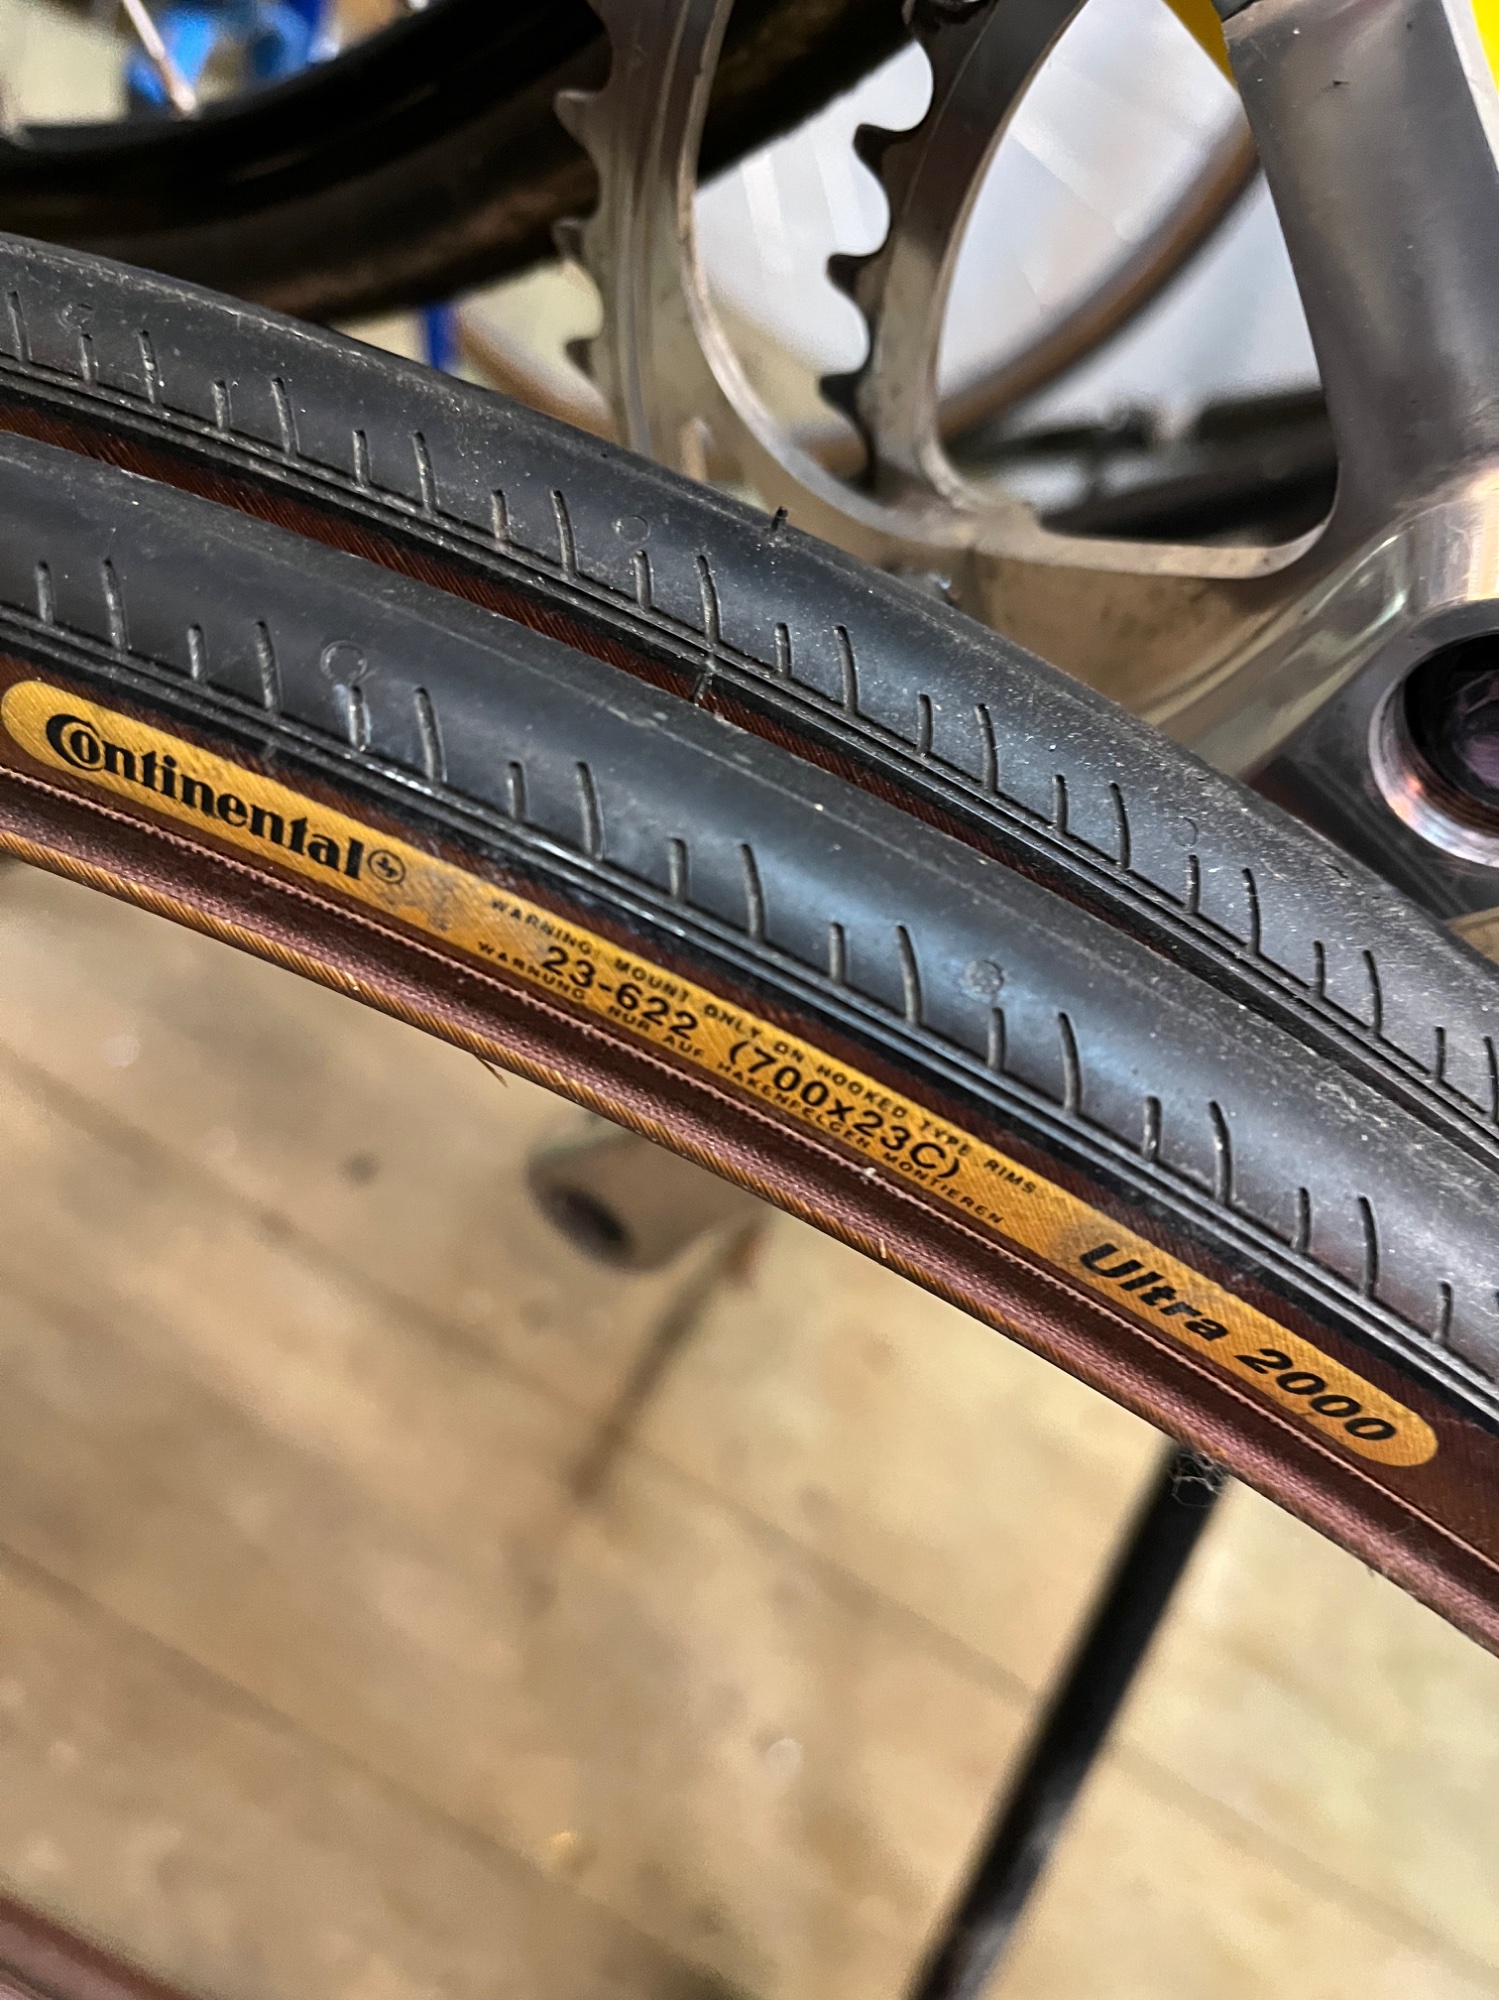 Continental
WARNING: MOUNT ONLY ON HOOKED TYPE RIMS
23-622 (700x23C)
WARNUNG NUR AUF HAKENFELGEN MONTIEREN
Ultra 2000